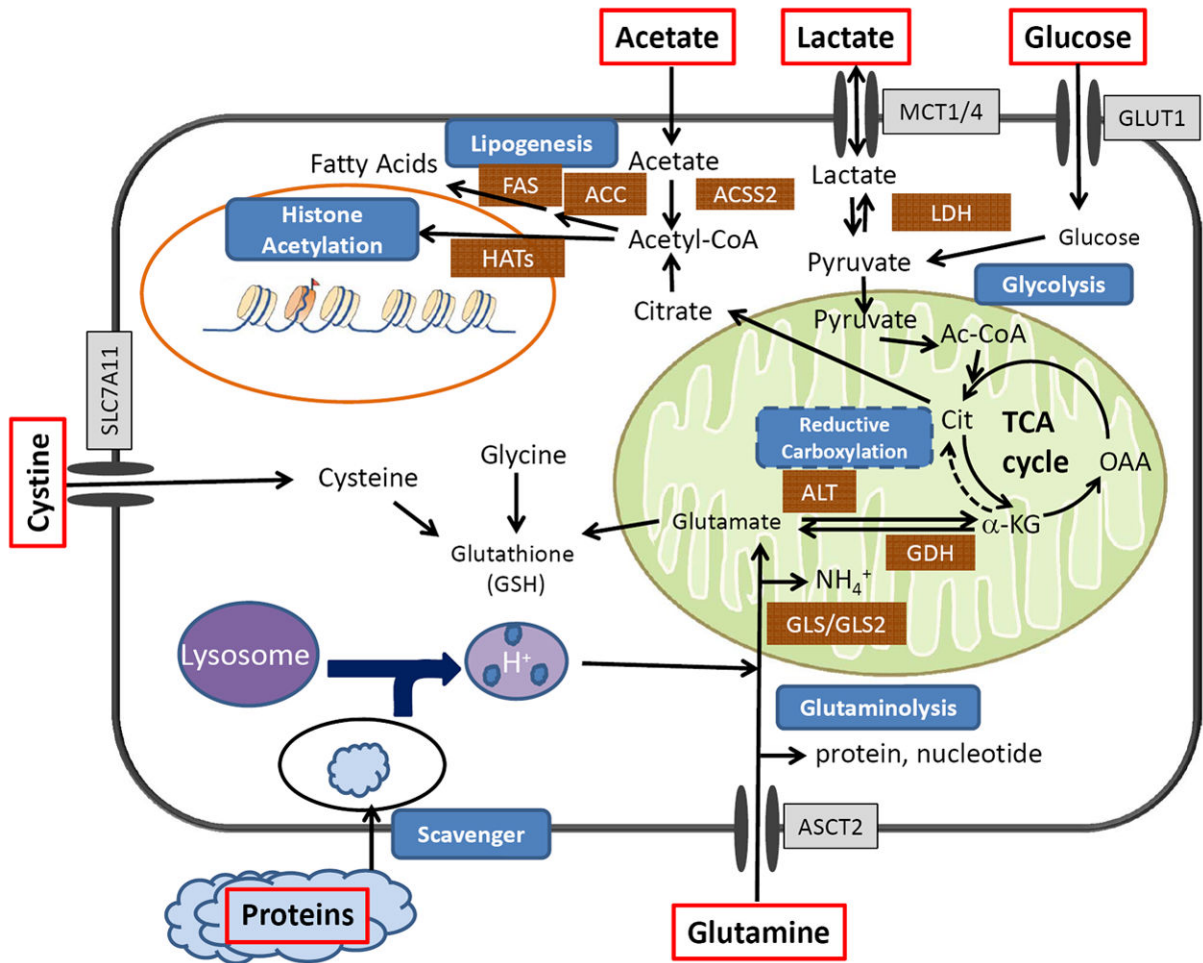 Acetate
Lactate
Glucose
MCT1/4
GLUT1
Lipogenesis
Fatty Acids
Acetate
FAS
ACC
ACSS2
Lactate
LDH
Histone
Acetylation
HATs
Acetyl-CoA
Glucose
Pyruvate
Glycolysis
Citrate
Pyruvate
Ac-CoA
SLC7A11
Cystine
Reductive
Carboxylation
Cit
TCA
cycle
OAA
Cysteine
Glycine
ALT
Glutamate
α-KG
GDH
Glutathione
(GSH)
NH₄⁺
GLS/GLS2
Lysosome
H⁺
Glutaminolysis
protein, nucleotide
Scavenger
ASCT2
Proteins
Glutamine